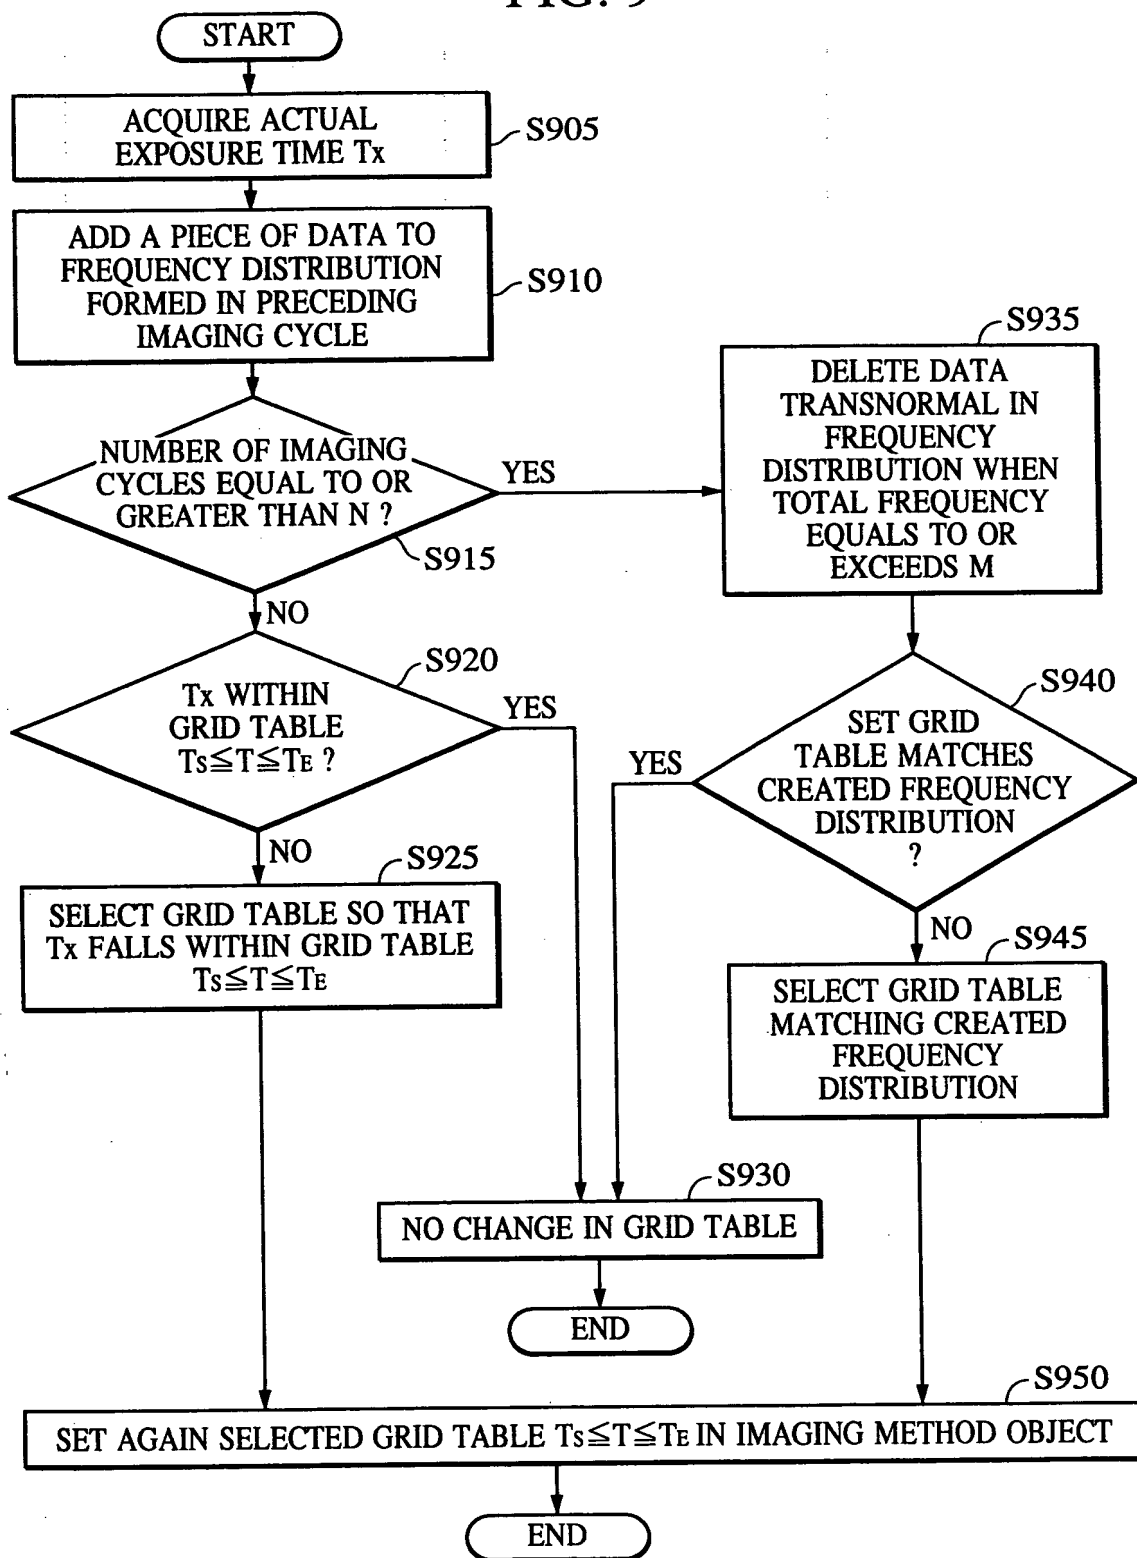 FIG. 9
START
ACQUIRE ACTUAL
EXPOSURE TIME Tx
S905
ADD A PIECE OF DATA TO
FREQUENCY DISTRIBUTION
FORMED IN PRECEDING
IMAGING CYCLE
S910
NUMBER OF IMAGING
CYCLES EQUAL TO OR
GREATER THAN N ?
S915
YES
NO
S935
DELETE DATA
TRANSNORMAL IN
FREQUENCY
DISTRIBUTION WHEN
TOTAL FREQUENCY
EQUALS TO OR
EXCEEDS M
S920
Tx WITHIN
GRID TABLE
Ts≦T≦TE ?
YES
NO
S940
SET GRID
TABLE MATCHES
CREATED FREQUENCY
DISTRIBUTION
?
YES
NO
S925
SELECT GRID TABLE SO THAT
Tx FALLS WITHIN GRID TABLE
Ts≦T≦TE
S945
SELECT GRID TABLE
MATCHING CREATED
FREQUENCY
DISTRIBUTION
S930
NO CHANGE IN GRID TABLE
END
S950
SET AGAIN SELECTED GRID TABLE Ts≦T≦TE IN IMAGING METHOD OBJECT
END